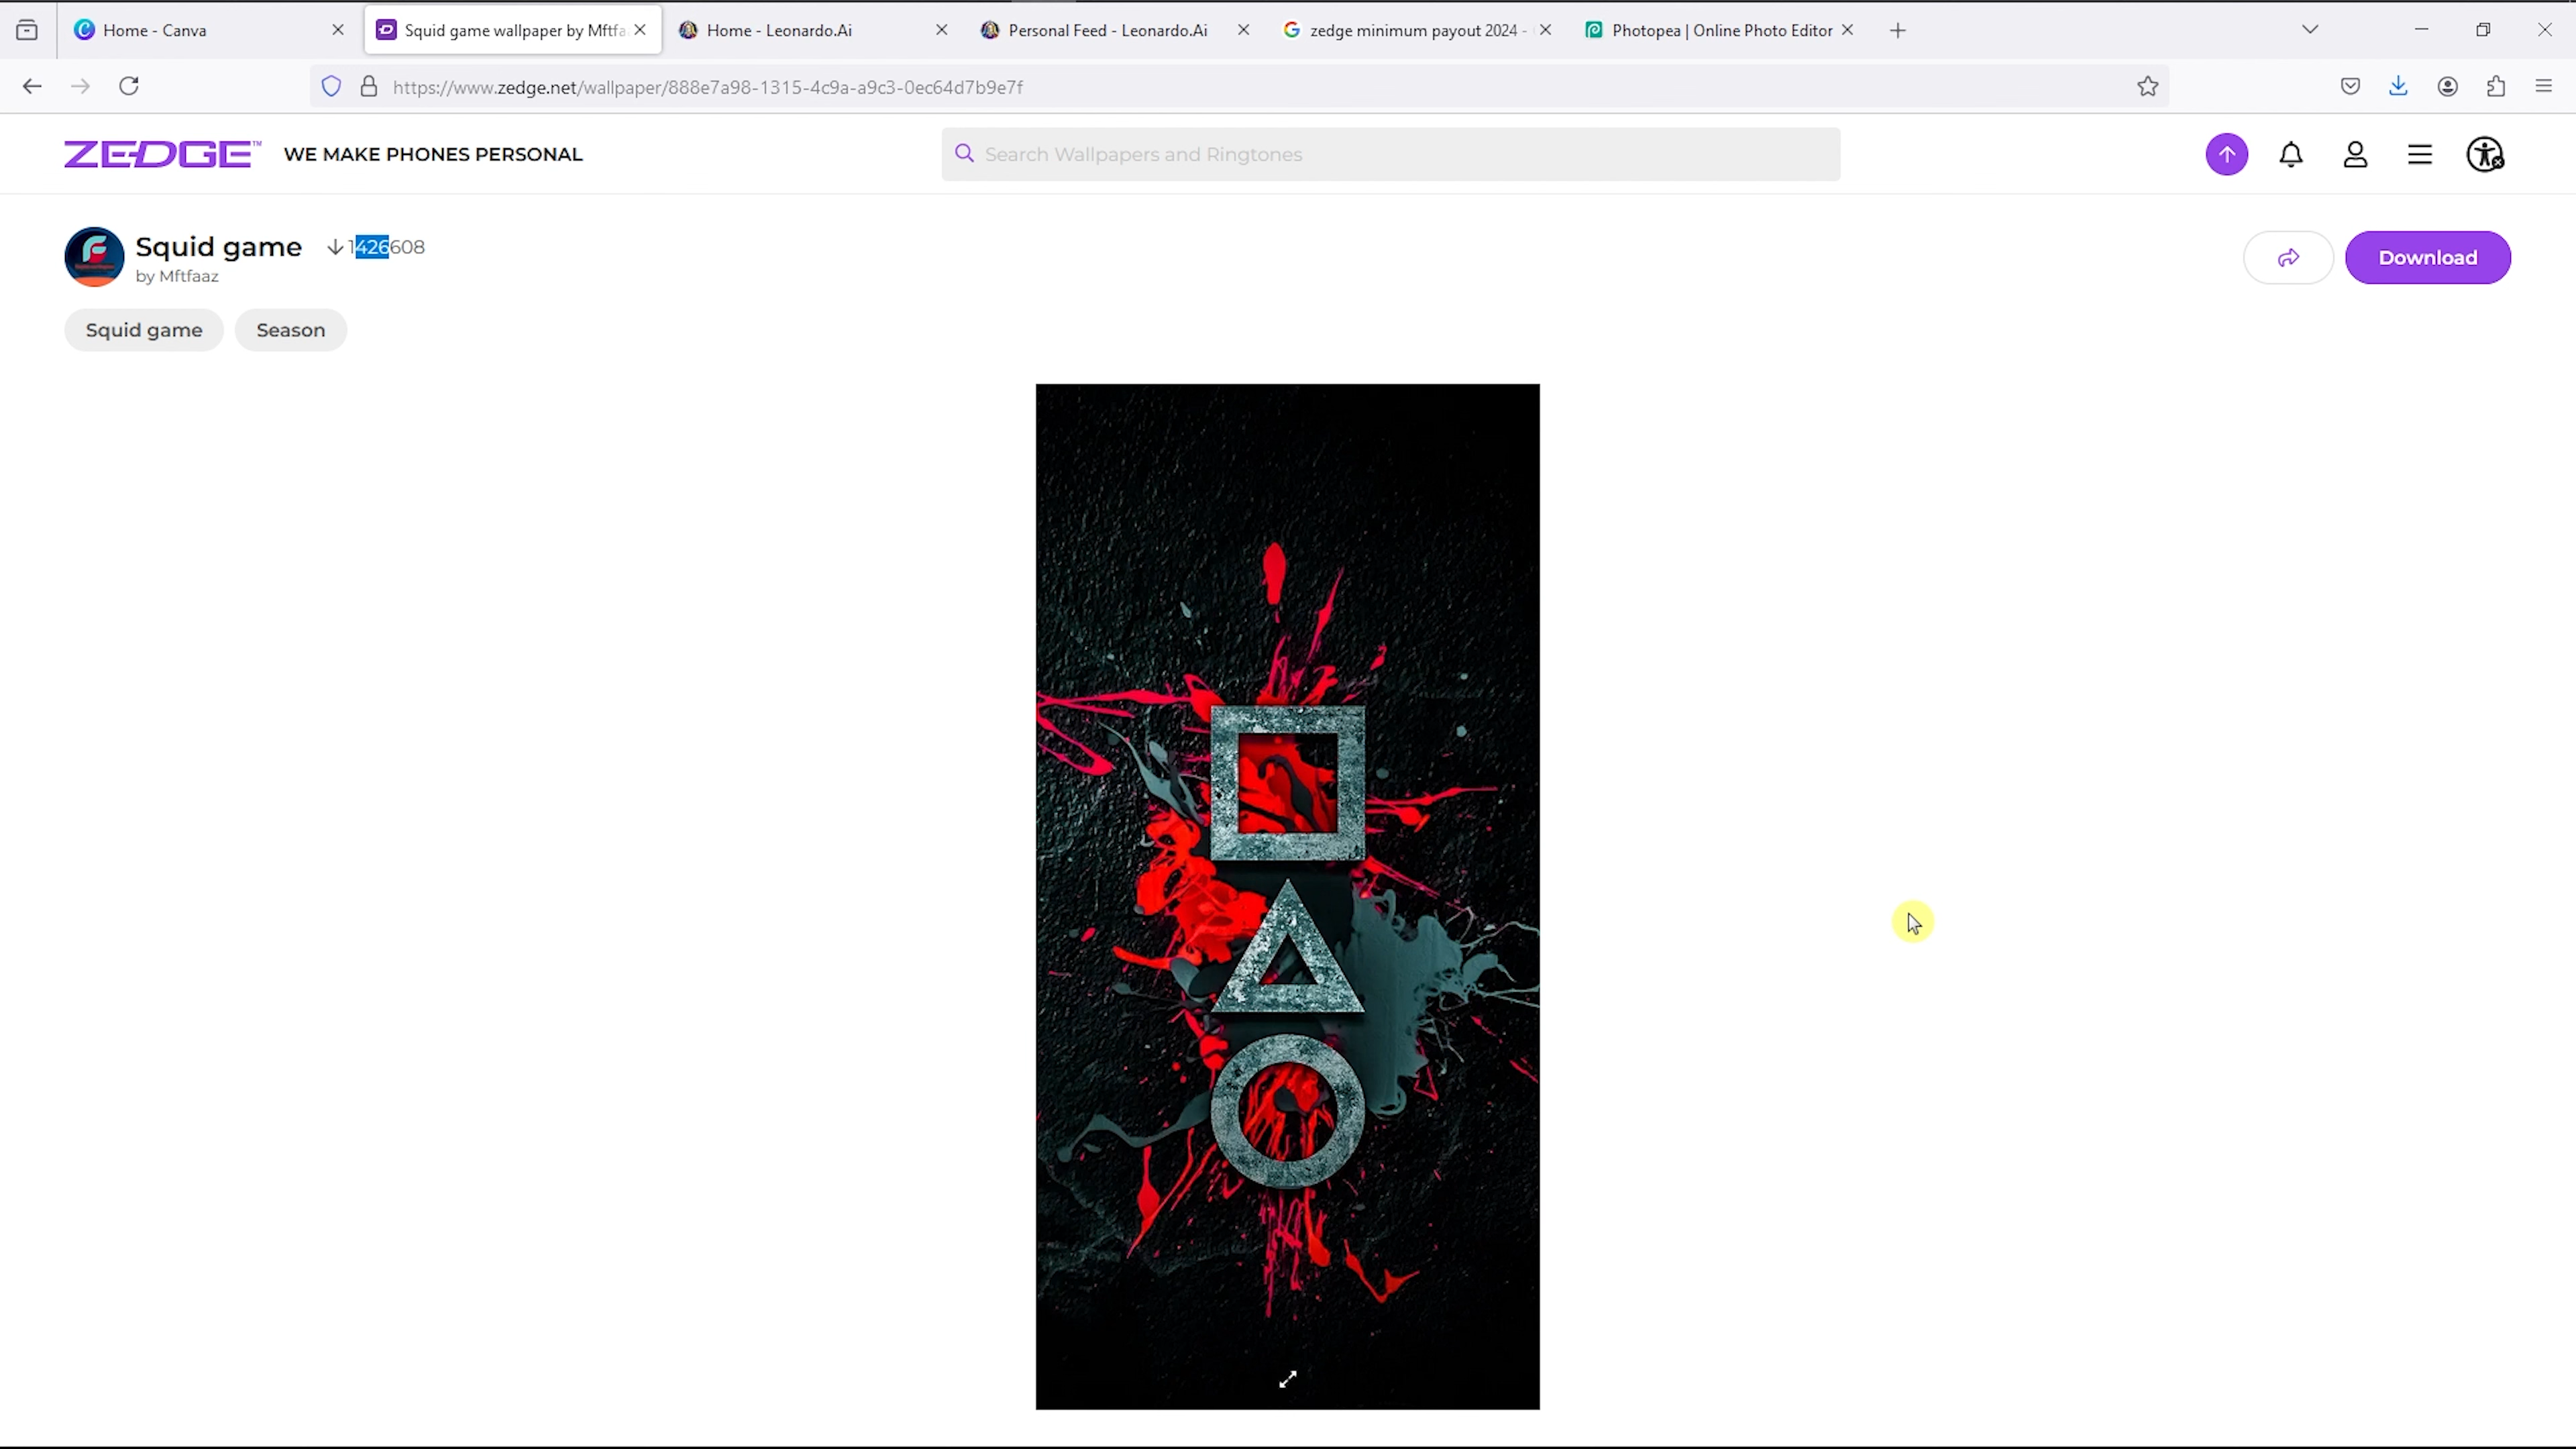 Home - Canva
Squid game wallpaper by Mftfa
Home - Leonardo.Ai
Personal Feed - Leonardo.Ai
zedge minimum payout 2024 -
Photopea | Online Photo Editor
https://www.zedge.net/wallpaper/888e7a98-1315-4c9a-a9c3-0ec64d7b9e7f
ZEDGE™ WE MAKE PHONES PERSONAL
Search Wallpapers and Ringtones
Squid game 1426608
by Mftfaaz
Download
Squid game
Season